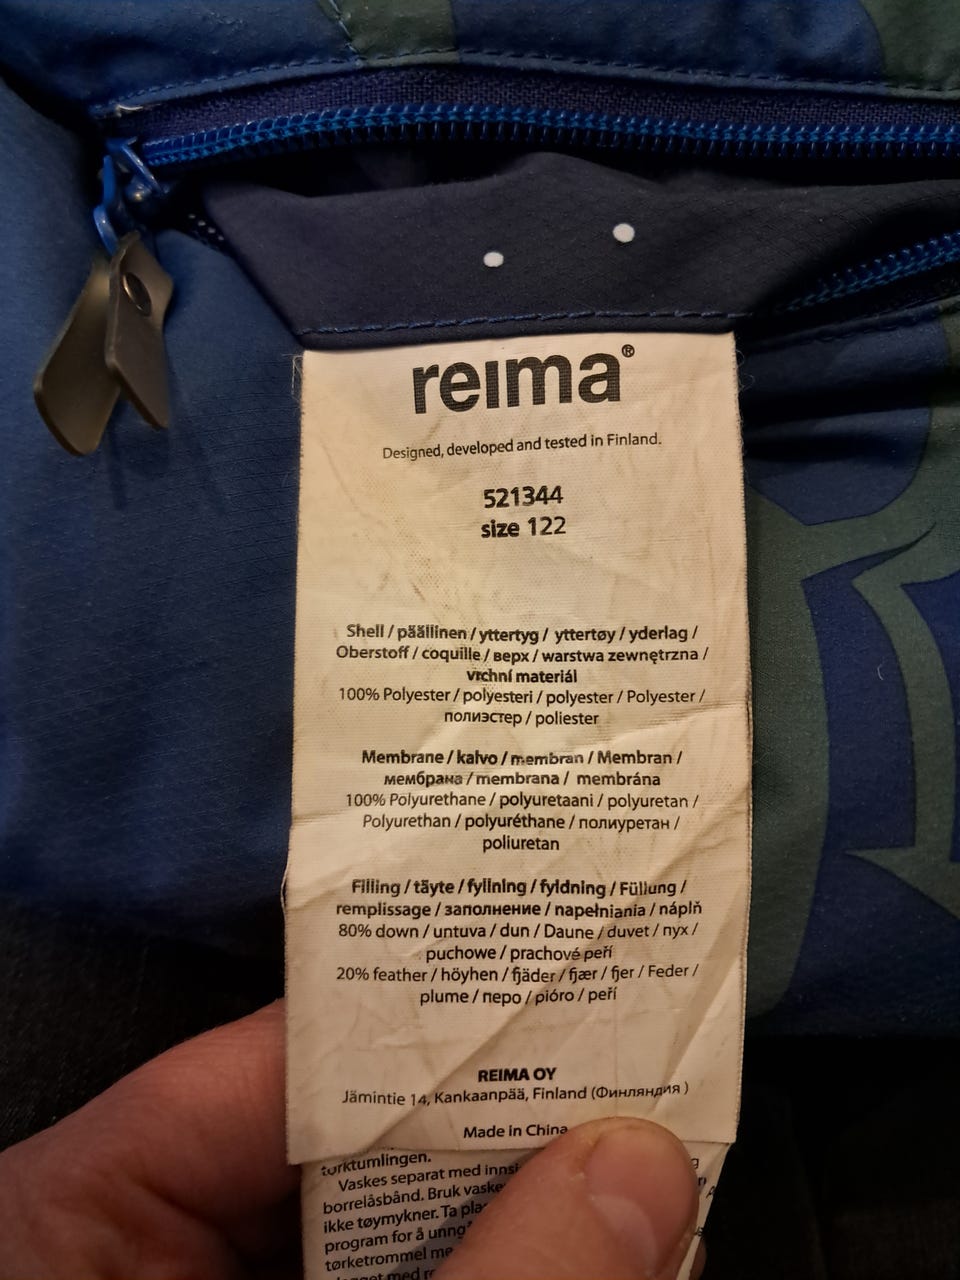 reima®
Designed, developed and tested in Finland.
521344
size 122
Shell / päällinen / yttertyg / yttertøy / yderlag /
Oberstoff / coquille / верх / warstwa zewnętrzna /
vrchní materiál
100% Polyester / polyesteri / polyester / Polyester /
полиэстер / poliester
Membrane / kalvo / membran / Membran /
мембрана / membrana / membrána
100% Polyurethane / polyuretaani / polyuretan /
Polyurethan / polyuréthane / полиуретан /
poliuretan
Filling / täyte / fyllning / fyldning / Füllung /
remplissage / заполнение / napełniania / náplň
80% down / untuva / dun / Daune / duvet / пух /
puchowe / prachové peří
20% feather / höyhen / fjäder / fjær / fjer / Feder /
plume / перо / pióro / peří
REIMA OY
Jämintie 14, Kankaanpää, Finland (Финляндия )
Made in China
torktumlingen.
Vaskes separat med
borrelåsbånd. Bruk
ikke tøymykner. Ta
program for å
tørketrommel
med